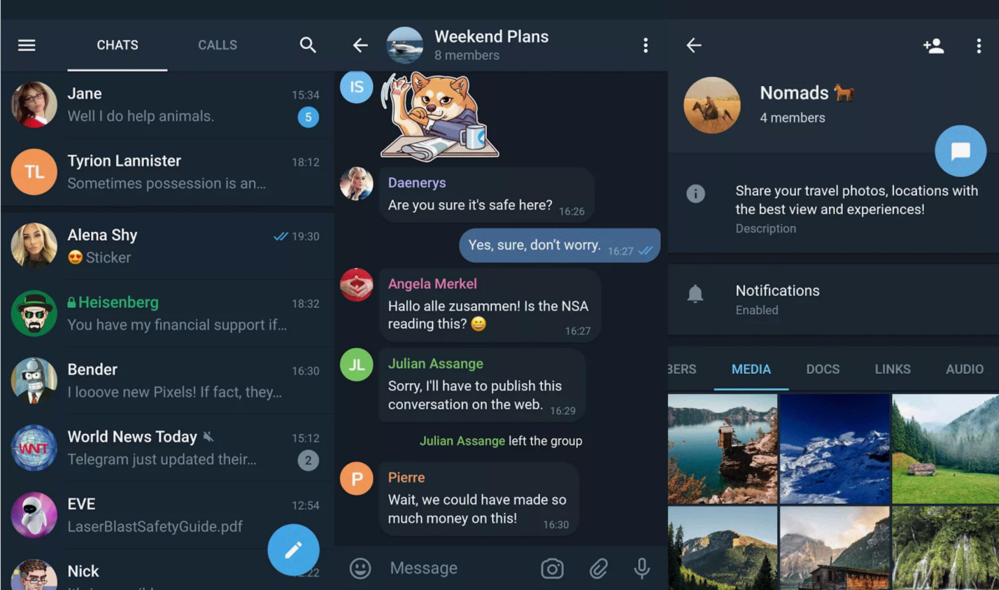 CHATS
CALLS
Jane
15:34
Well I do help animals.
5
TL
Tyrion Lannister
18:12
Sometimes possession is an...
Alena Shy
19:30
😍 Sticker
Heisenberg
18:32
You have my financial support if...
Bender
16:30
I looove new Pixels! If fact, they...
WNT
World News Today
15:12
Telegram just updated their...
2
EVE
12:54
LaserBlastSafetyGuide.pdf
Nick
:22
Weekend Plans
8 members
IS
Daenerys
Are you sure it's safe here?
16:26
Yes, sure, don’t worry.
16:27
Angela Merkel
Hallo alle zusammen! Is the NSA
reading this? 😀
16:27
JL
Julian Assange
Sorry, I'll have to publish this
conversation on the web.
16:29
Julian Assange left the group
P
Pierre
Wait, we could have made so
much money on this!
16:30
Message
Nomads 🐎
4 members
Share your travel photos, locations with
the best view and experiences!
Description
Notifications
Enabled
BERS
MEDIA
DOCS
LINKS
AUDIO